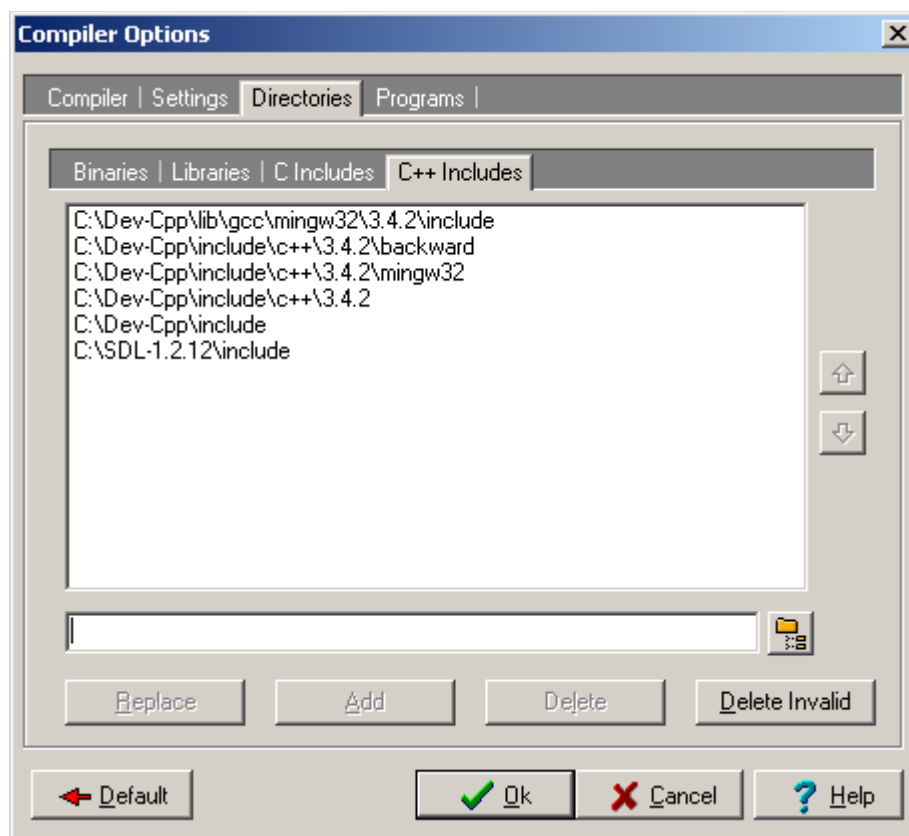 Compiler Options
Compiler | Settings Directories Programs |
Binaries | Libraries | C Includes C++ Includes
C:\Dev-Cpp\lib\gcc\mingw32\3.4.2\include
C:\Dev-Cpp\include\c++\3.4.2\backward
C:\Dev-Cpp\include\c++\3.4.2\mingw32
C:\Dev-Cpp\include\c++\3.4.2
C:\Dev-Cpp\include
C:\SDL-1.2.12\include
Replace Add Delete Delete Invalid
Default Ok Cancel Help